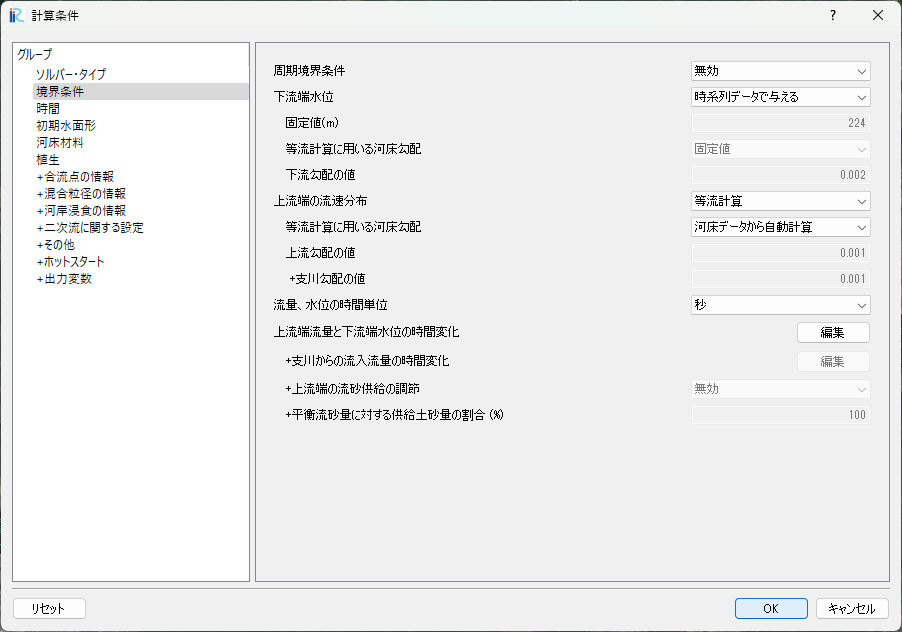 iRC 計算条件 ?
グループ
ソルバー・タイプ
境界条件
時間
初期水面形
河床材料
植生
+合流点の情報
+混合粒径の情報
+河岸浸食の情報
+二次流に関する設定
+その他
+ホットスタート
+出力変数
周期境界条件 無効
下流端水位 時系列データで与える
固定値(m) 224
等流計算に用いる河床勾配 固定値
下流勾配の値 0.002
上流端の流速分布 等流計算
等流計算に用いる河床勾配 河床データから自動計算
上流勾配の値 0.001
+支川勾配の値 0.001
流量、水位の時間単位 秒
上流端流量と下流端水位の時間変化 編集
+支川からの流入流量の時間変化 編集
+上流端の流砂供給の調節 無効
+平衡流砂量に対する供給土砂量の割合 (%) 100
リセット OK キャンセル